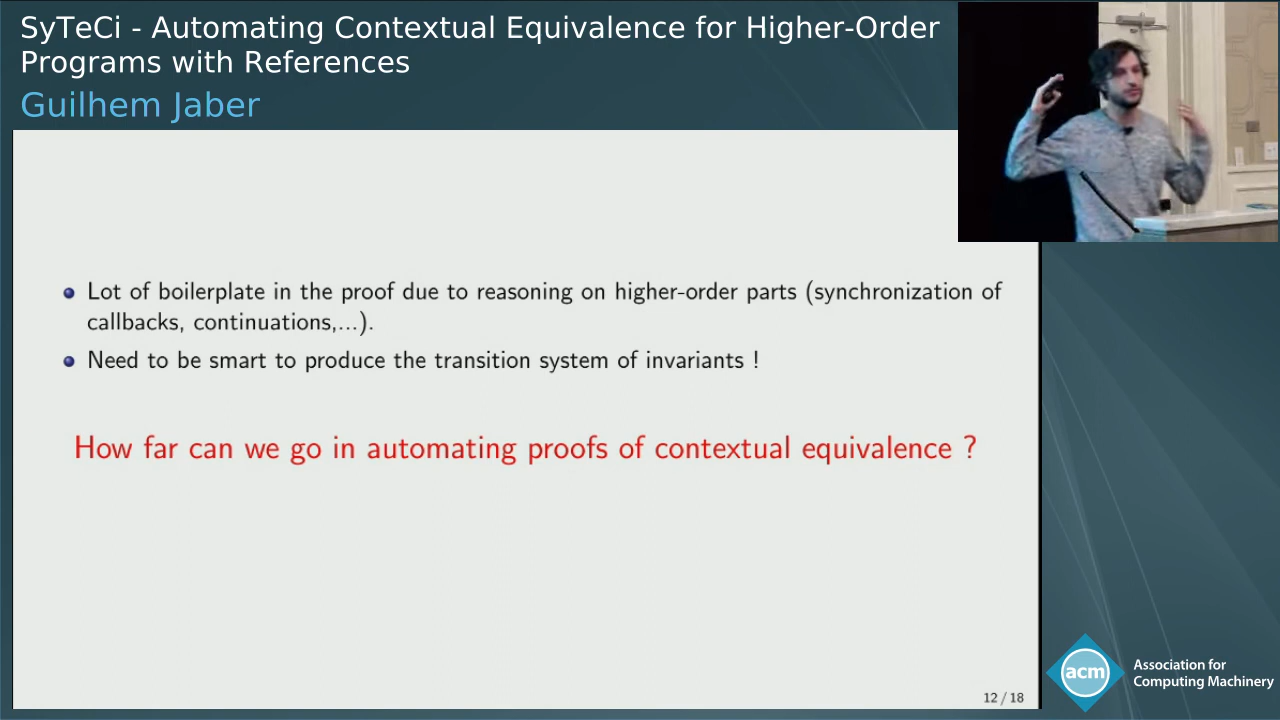 SyTeCi - Automating Contextual Equivalence for Higher-Order
Programs with References
Guilhem Jaber
Lot of boilerplate in the proof due to reasoning on higher-order parts (synchronization of
callbacks, continuations,...).
Need to be smart to produce the transition system of invariants !
How far can we go in automating proofs of contextual equivalence ?
12 / 18
acm
Association for
Computing Machinery